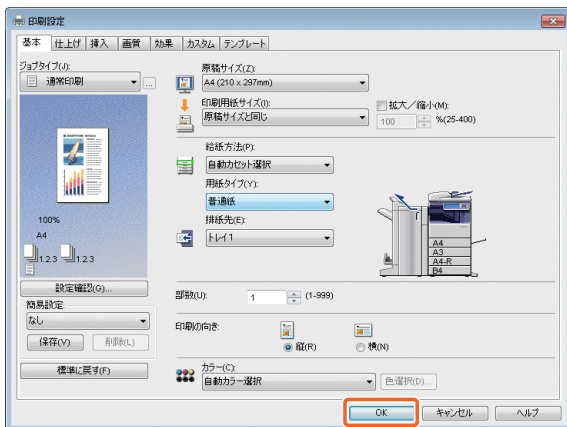 印刷設定
基本 仕上げ 挿入 画質 効果 カスタム テンプレート
ジョブタイプ(J):
通常印刷
...
原稿サイズ(Z):
A4 (210 x 297mm)
印刷用紙サイズ(I):
原稿サイズと同じ
拡大／縮小(M):
100 %(25-400)
給紙方法(P):
自動カセット選択
用紙タイプ(Y):
普通紙
排紙先(E):
トレイ1
100%
A4
1.2.3 1.2.3
A4
A3
A4-R
B4
設定確認(G)...
簡易設定:
なし
保存(V) 削除(L)
標準に戻す(F)
部数(U): 1 (1-999)
印刷の向き:
縦(R) 横(N)
カラー(C):
自動カラー選択 色選択(D)...
OK キャンセル ヘルプ